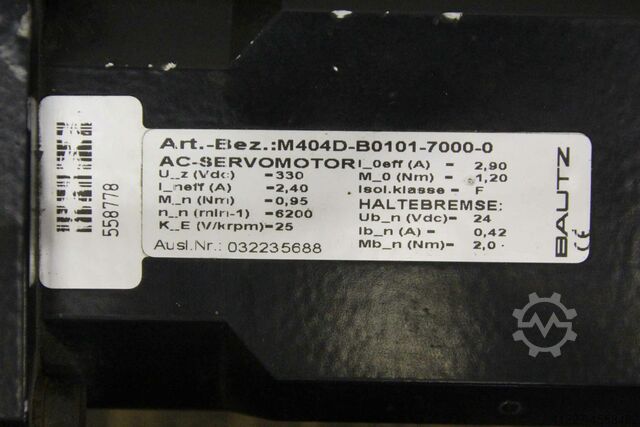 Art.-Bez.:M404D-B0101-7000-0
AC-SERVOMOTOR
U_z (Vdc) =330
I_neff (A) = 2,40
M_n (Nm) = 0,95
n_n (min-1) =6200
K_E (V/krpm)=25
Ausl.Nr.: 032235688
I_0eff (A) = 2,90
M_0 (Nm)= 1,20
Isol.klasse = F
HALTEBREMSE:
Ub_n (Vdc)= 24
Ib_n (A) = 0,42
Mb_n (Nm)= 2,0
BAUTZ
CE
558778